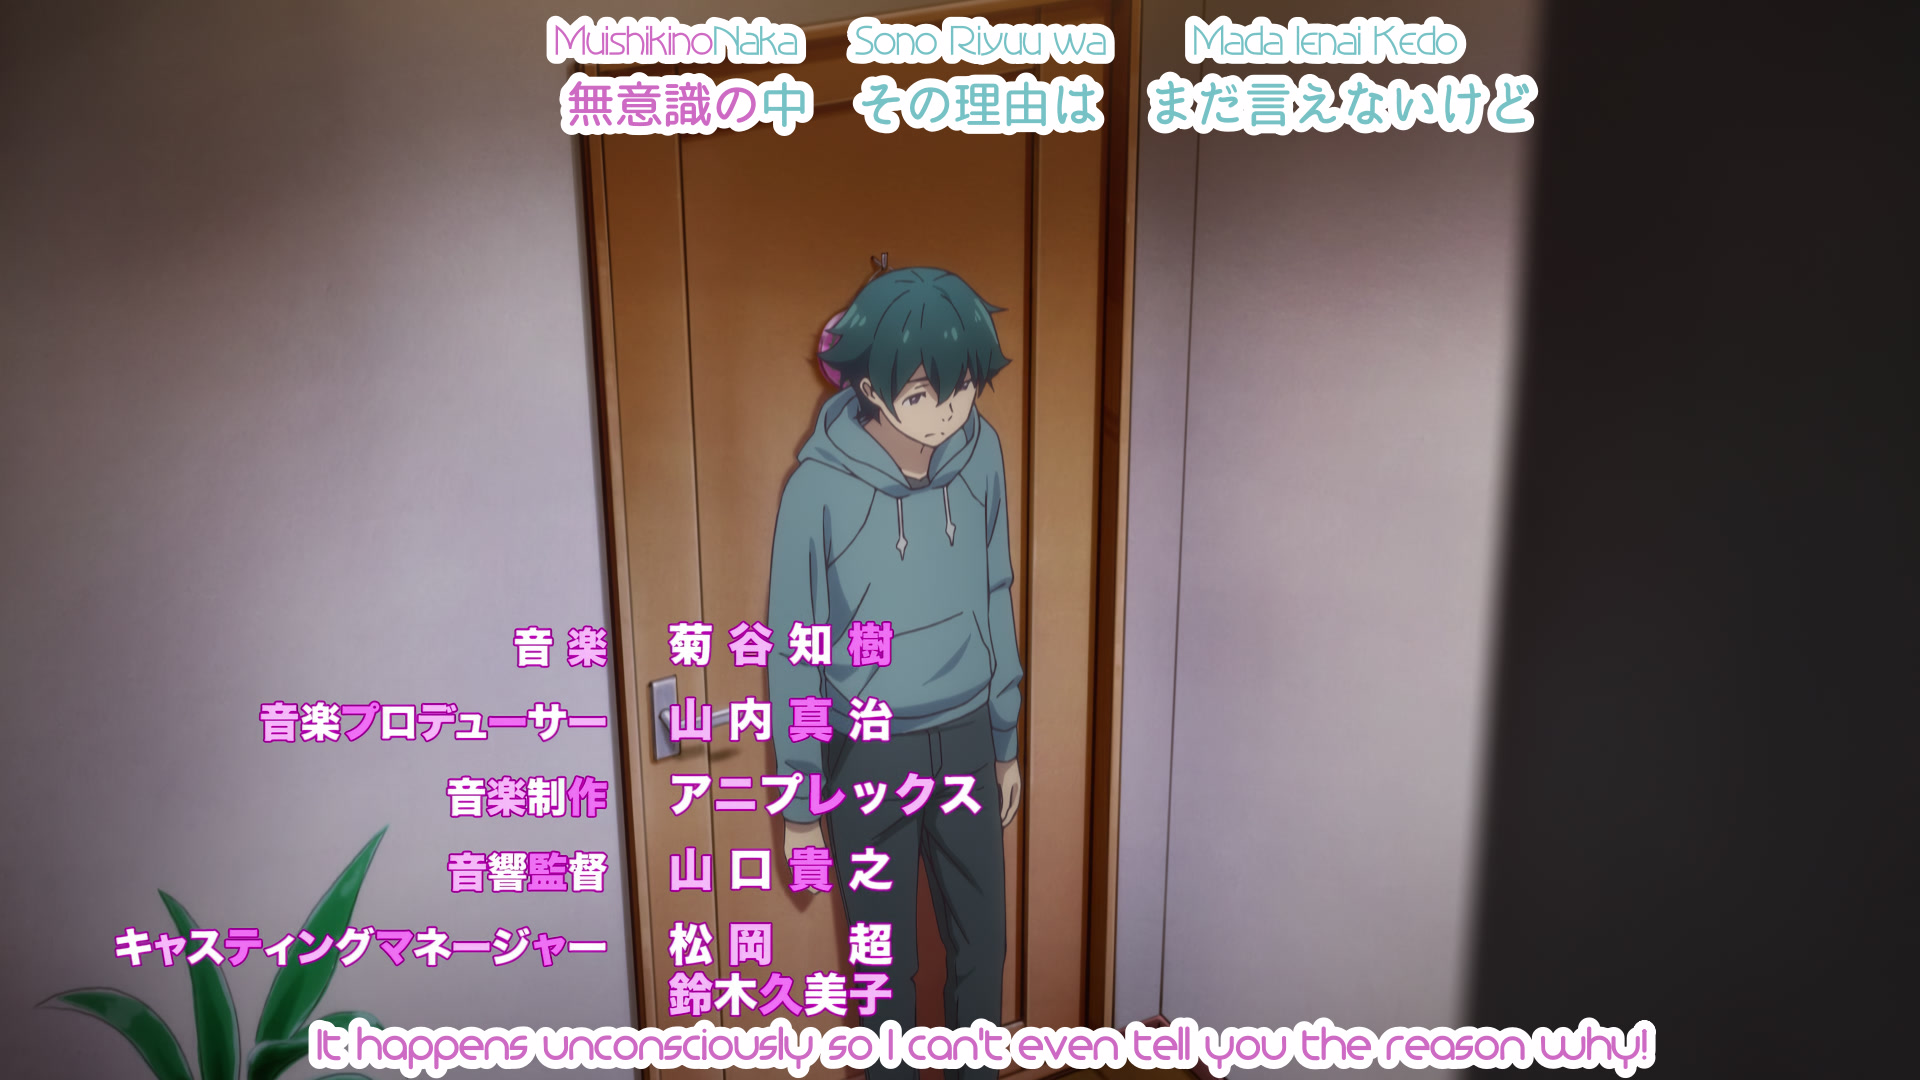 MuishikinoNaka Sono Riyuu wa Mada Ienai Kedo
無意識の中 その理由は まだ言えないけど
音楽 菊谷知樹
音楽プロデューサー 山内真治
音楽制作 アニプレックス
音響監督 山口貴之
キャスティングマネージャー 松岡 超
鈴木久美子
It happens unconsciously so I can't even tell you the reason why!